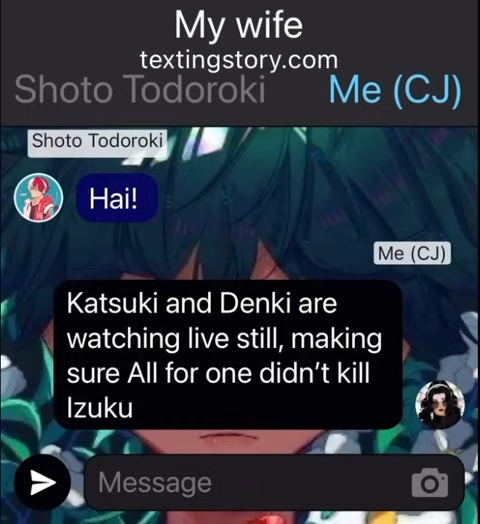 My wife
textingstory.com
Shoto Todoroki Me (CJ)
Shoto Todoroki
Hai!
Me (CJ)
Katsuki and Denki are
watching live still, making
sure All for one didn't kill
Izuku
Message